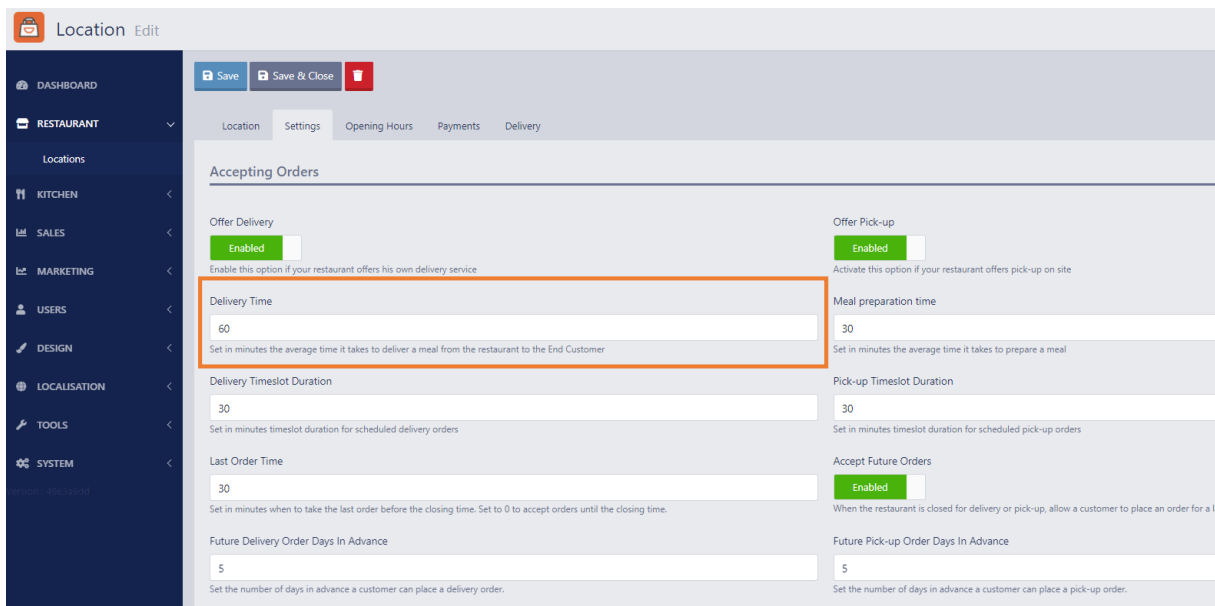 Location Edit
DASHBOARD
RESTAURANT
Locations
KITCHEN
SALES
MARKETING
USERS
DESIGN
LOCALISATION
TOOLS
SYSTEM
Save
Save & Close
Location Settings Opening Hours Payments Delivery
Accepting Orders
Offer Delivery
Enabled
Enable this option if your restaurant offers his own delivery service
Offer Pick-up
Enabled
Activate this option if your restaurant offers pick-up on site
Delivery Time
60
Set in minutes the average time it takes to deliver a meal from the restaurant to the End Customer
Meal preparation time
30
Set in minutes the average time it takes to prepare a meal
Delivery Timeslot Duration
30
Set in minutes timeslot duration for scheduled delivery orders
Pick-up Timeslot Duration
30
Set in minutes timeslot duration for scheduled pick-up orders
Last Order Time
30
Set in minutes when to take the last order before the closing time. Set to 0 to accept orders until the closing time.
Accept Future Orders
Enabled
When the restaurant is closed for delivery or pick-up, allow a customer to place an order for a
Future Delivery Order Days In Advance
5
Set the number of days in advance a customer can place a delivery order.
Future Pick-up Order Days In Advance
5
Set the number of days in advance a customer can place a pick-up order.